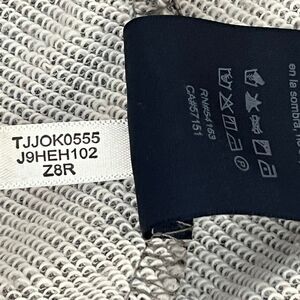 TJJOK0555
J9HEH102
Z8R
en la sombra,
RN#54163
CA#57151